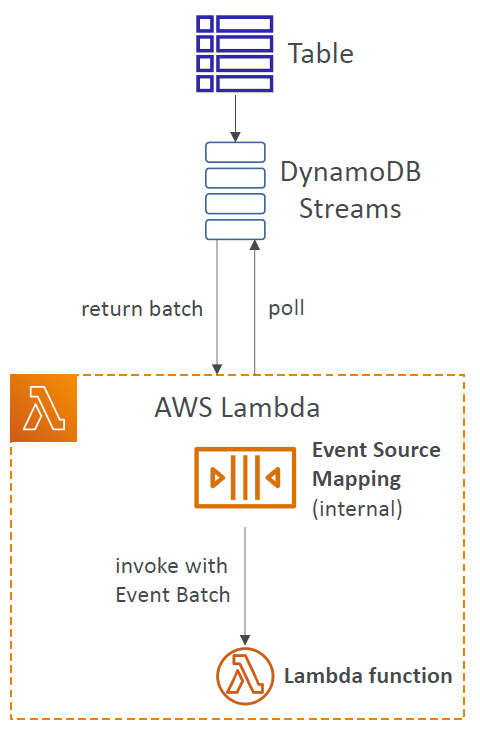 Table
DynamoDB
Streams
return batch
poll
AWS Lambda
Event Source
Mapping
(internal)
invoke with
Event Batch
Lambda function